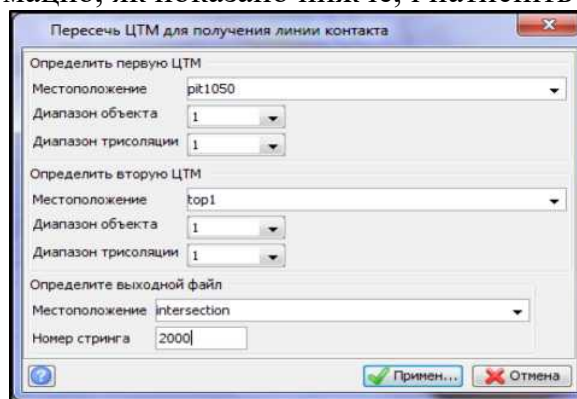 Пересечь ЦТМ для получения линии контакта
Определить первую ЦТМ
Местоположение pit1050
Диапазон объекта 1
Диапазон трисоляции 1
Определить вторую ЦТМ
Местоположение top1
Диапазон объекта 1
Диапазон трисоляции 1
Определите выходной файл
Местоположение intersection
Номер стринга 2000
Примен... Отмена